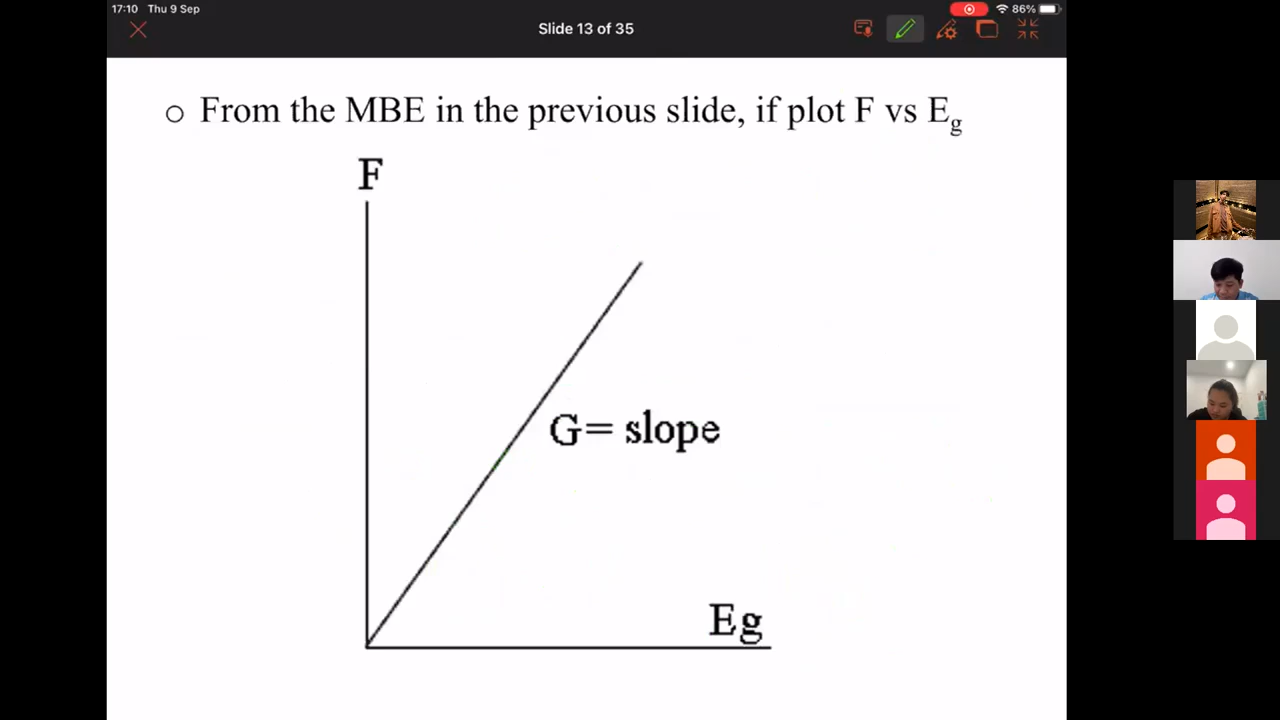 17:10 Thu 9 Sep
86%
Slide 13 of 35
o From the MBE in the previous slide, if plot F vs Eg
F
G= slope
Eg